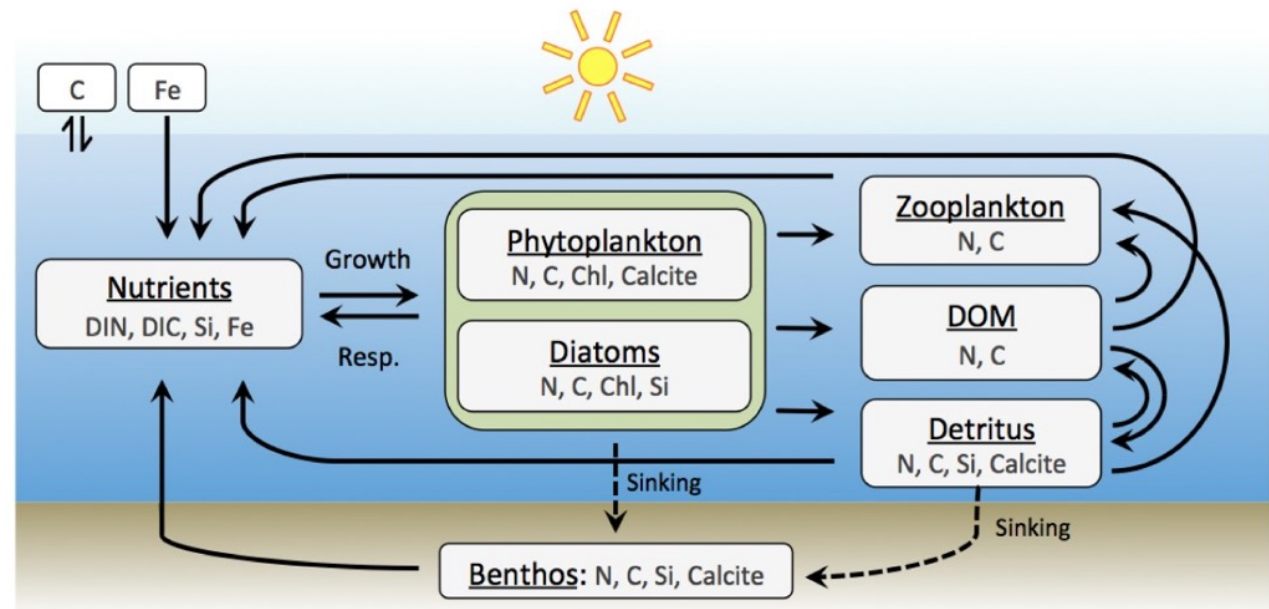 C
Fe
Growth
Resp.
Nutrients
DIN, DIC, Si, Fe
Phytoplankton
N, C, Chl, Calcite
Diatoms
N, C, Chl, Si
Zooplankton
N, C
DOM
N, C
Detritus
N, C, Si, Calcite
Sinking
Sinking
Benthos: N, C, Si, Calcite